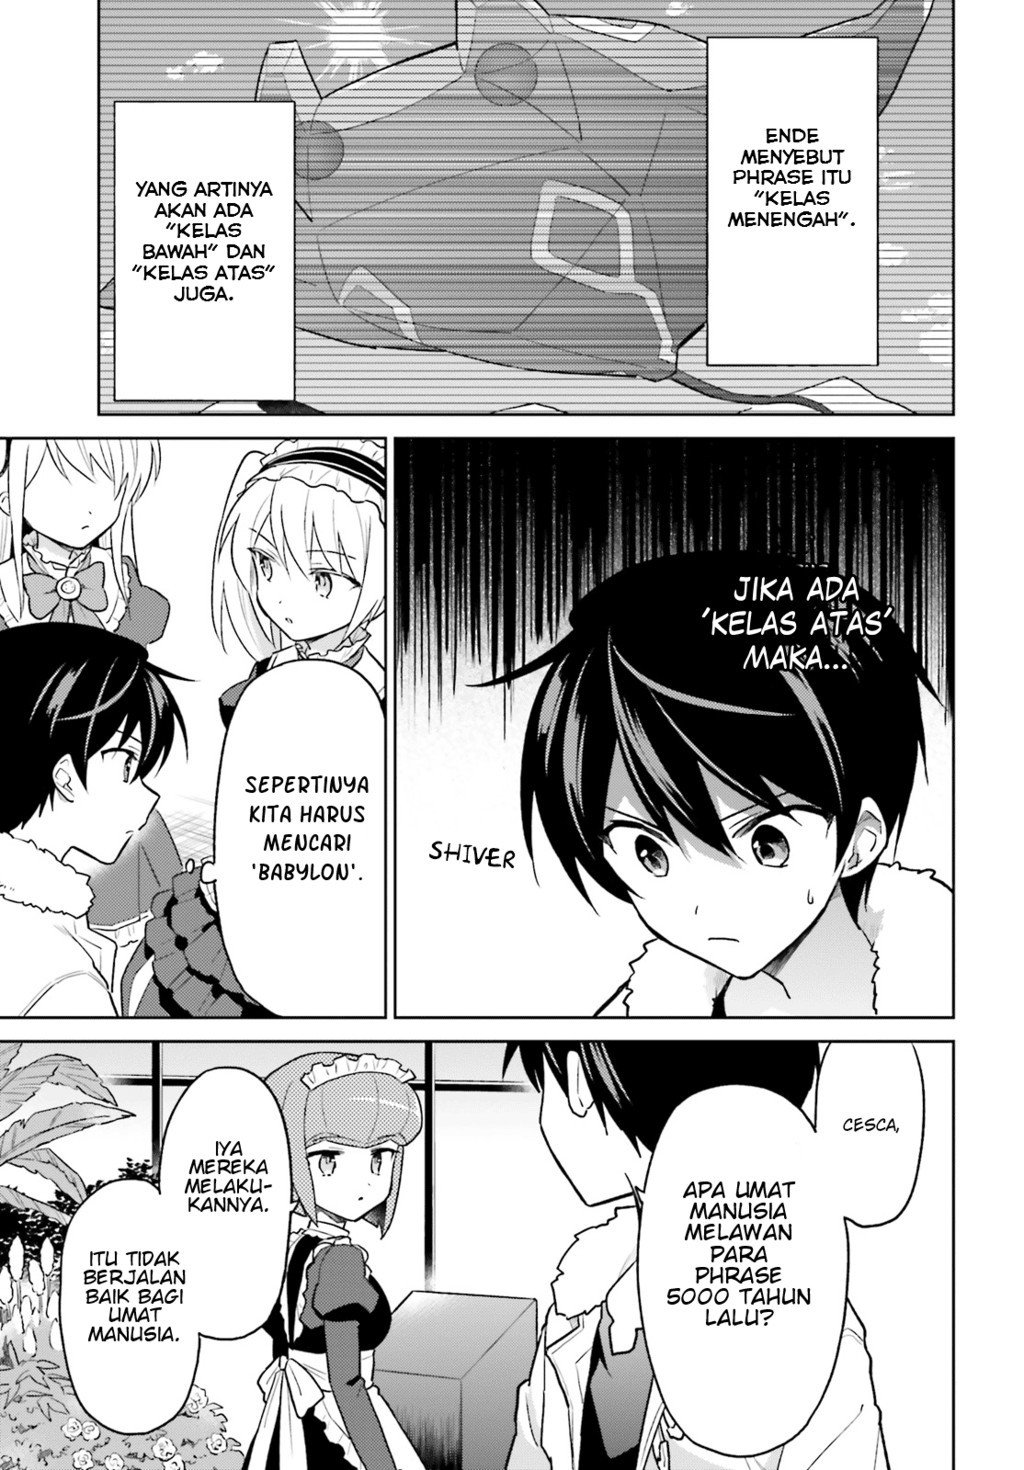 ENDE
MENYEBUT
PHRASE ITU
"KELAS
MENENGAH".
YANG ARTINYA
AKAN ADA
"KELAS
BAWAH" DAN
"KELAS ATAS"
JUGA.
JIKA ADA
'KELAS ATAS'
MAKA...
SHIVER
SEPERTINYA
KITA HARUS
MENCARI
'BABYLON'.
CESCA,
APA UMAT
MANUSIA
MELAWAN
PARA
PHRASE
5000 TAHUN
LALU?
IYA
MEREKA
MELAKU-
KANNYA.
ITU TIDAK
BERJALAN
BAIK BAGI
UMAT
MANUSIA.